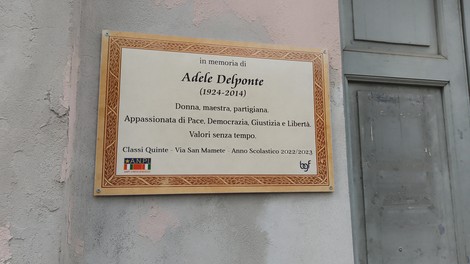 in memoria di
Adele Delponte
(1924-2014)
Donna, maestra, partigiana.
Appassionata di Pace, Democrazia, Giustizia e Libertà.
Valori senza tempo.
Classi Quinte - Via San Mamete - Anno Scolastico 2022/2023
A.N.P.I.
bgf